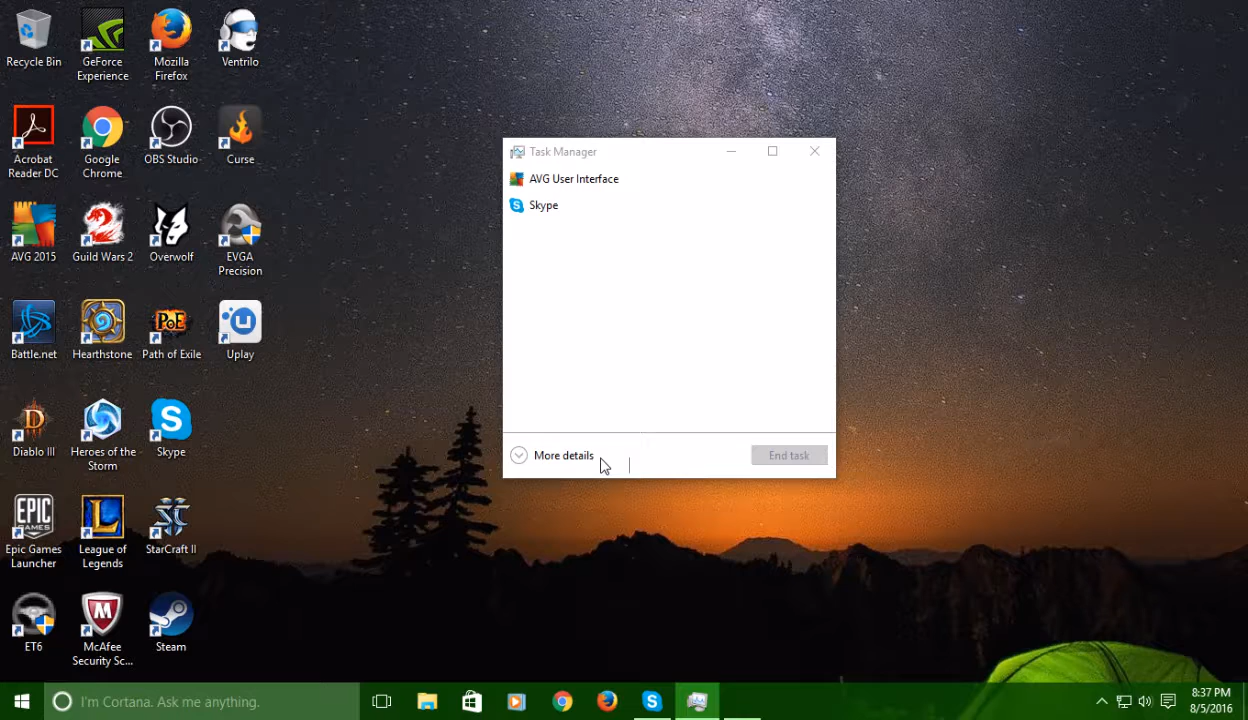 Recycle Bin
GeForce
Experience
Mozilla
Firefox
Ventrilo
Acrobat
Reader DC
Google
Chrome
OBS Studio
Curse
AVG 2015
Guild Wars 2
Overwolf
EVGA
Precision
Battle.net
Hearthstone
Path of Exile
Uplay
Diablo III
Heroes of the
Storm
Skype
Epic Games
Launcher
League of
Legends
StarCraft II
ET6
McAfee
Security Sc...
Steam
Task Manager
AVG User Interface
Skype
More details
End task
I'm Cortana. Ask me anything.
8:37 PM
8/5/2016